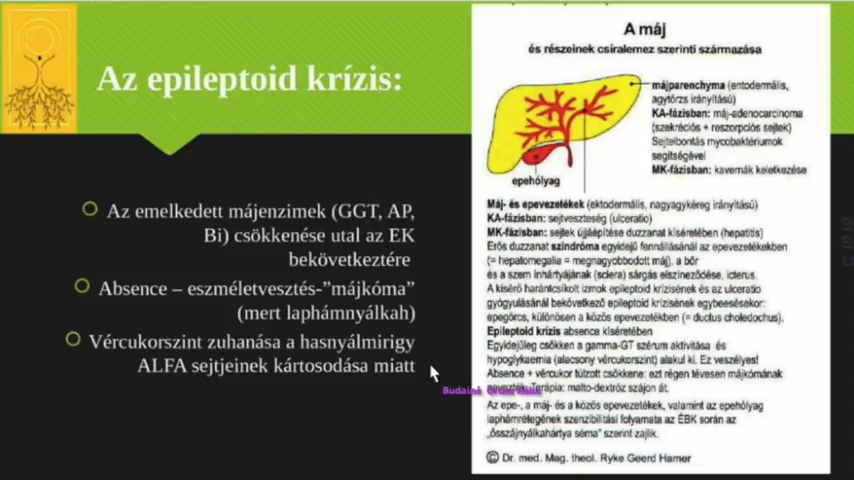 Az epileptoid krízis:
Az emelkedett májenzimek (GGT, AP,
Bi) csökkenése utal az EK
bekövetkeztére
Absence – eszméletvesztés-”májkóma”
(mert laphámnyálkah)
Vércukorszint zuhanása a hasnyálmirigy
ALFA sejtjeinek kártosodása miatt
A máj
és részeinek csíralemez szerinti származása
májparenchyma (entodermális,
agytörzs irányítású)
KA-fázisban: máj-adenocarcinoma
(szekréciós + reszorpciós sejtek)
Sejtelbontás mycobaktériumok
segítségével
MK-fázisban: kavernák keletkezése
epehólyag
Máj- és epevezetékek (ektodermális, nagyagykéreg irányítású)
KA-fázisban: sejtveszteség (ulceratio)
MK-fázisban: sejtek újjáépítése duzzanat kíséretében (hepatitis)
Erős duzzanat szindróma egyidejű fennállásánál az epevezetékekben
(= hepatomegalia = megnagyobbodott máj), a bőr
és a szem ínhártyájának (sclera) sárgás elszíneződése, icterus.
A kísérő harántcsíkolt izmok epileptoid krízisének és az ulceratio
gyógyulásánál bekövetkező epileptoid krízisének egybeesésekor:
epegörcs, különösen a közös epevezetékben (= ductus choledochus).
Epileptoid krízis absence kíséretében
Egyidejűleg csökken a gamma-GT szérum aktivitása és
hypoglykaemia (alacsony vércukorszint) alakul ki. Ez veszélyes!
Absence + vércukor túlzott csökkenése: ezt régen tévesen májkómának
nevezték. Terápia: malto-dextróz szájon át.
Az epe-, a máj- és a közös epevezetékek, valamint az epehólyag
laphámrétegének szenzibilitási folyamata az ÉBK során az
„ősszájnyálkahártya séma” szerint zajlik.
© Dr. med. Mag. theol. Ryke Geerd Hamer